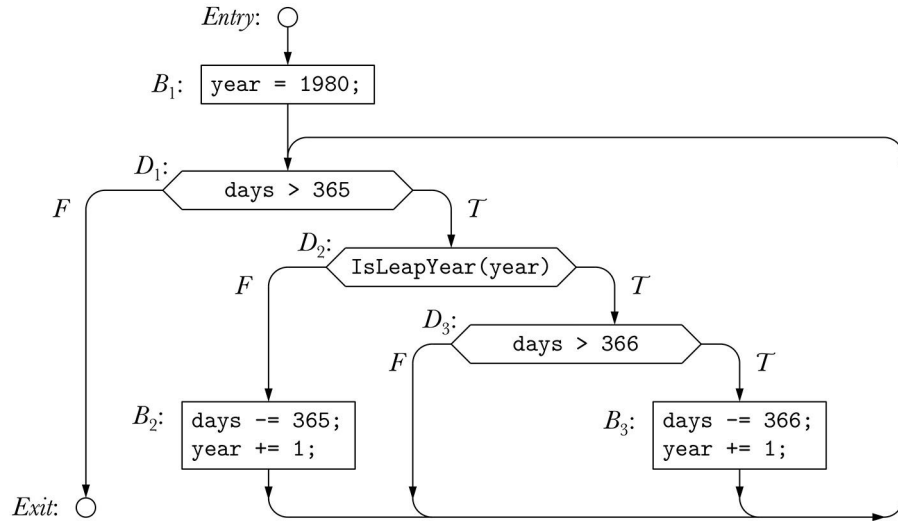 Entry:
B1: year = 1980;
D1:
days > 365
F
T
D2:
IsLeapYear(year)
F
T
D3:
days > 366
F
T
B2: days -= 365;
year += 1;
B3: days -= 366;
year += 1;
Exit: